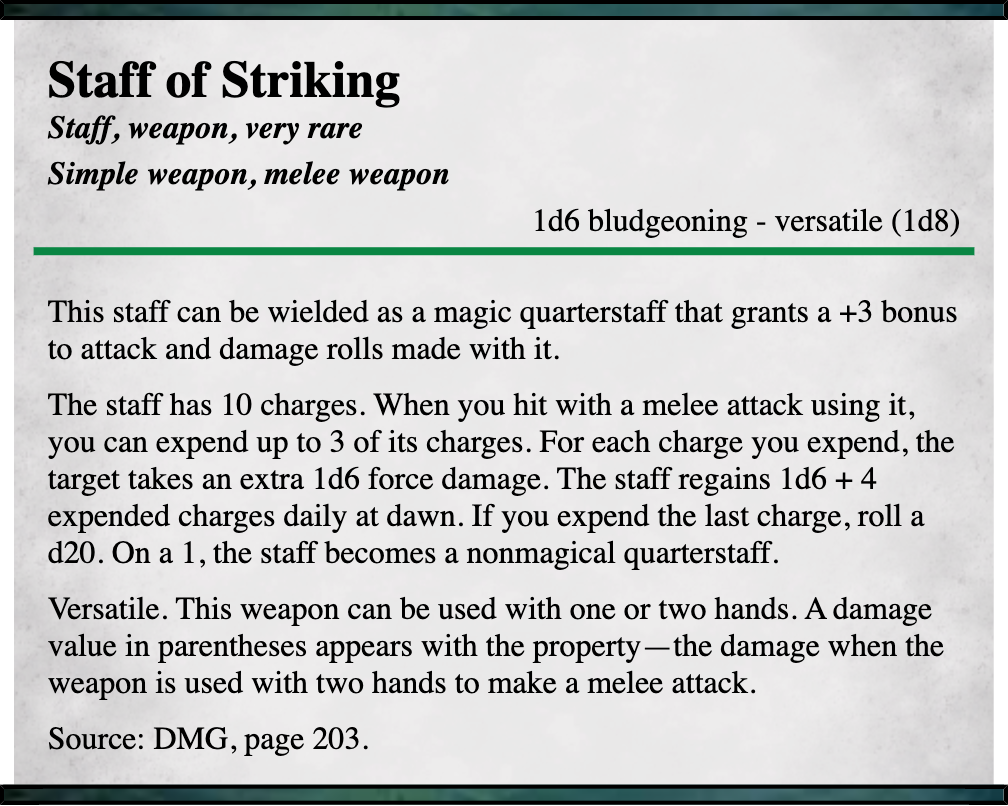 Staff of Striking
Staff, weapon, very rare
Simple weapon, melee weapon
1d6 bludgeoning - versatile (1d8)
This staff can be wielded as a magic quarterstaff that grants a +3 bonus
to attack and damage rolls made with it.
The staff has 10 charges. When you hit with a melee attack using it,
you can expend up to 3 of its charges. For each charge you expend, the
target takes an extra 1d6 force damage. The staff regains 1d6 + 4
expended charges daily at dawn. If you expend the last charge, roll a
d20. On a 1, the staff becomes a nonmagical quarterstaff.
Versatile. This weapon can be used with one or two hands. A damage
value in parentheses appears with the property—the damage when the
weapon is used with two hands to make a melee attack.
Source: DMG, page 203.